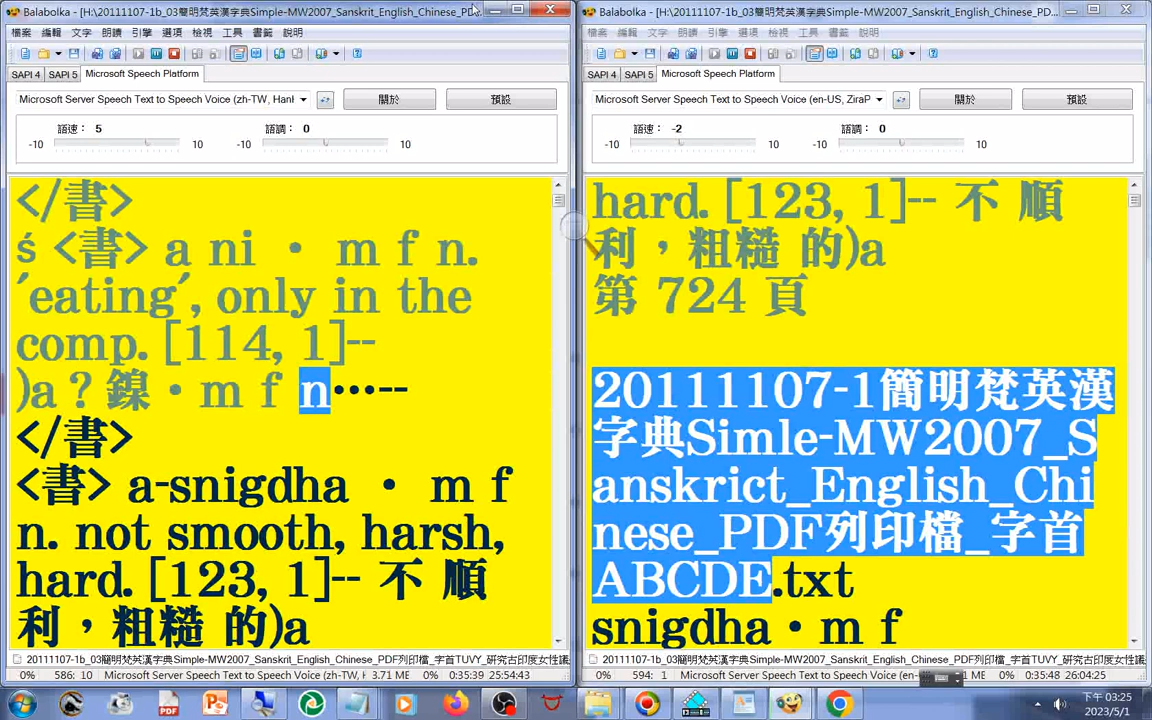 Balabolka - [H:\20111107-1b_03簡明梵英漢字典Simple-MW2007_Sanskrit_English_Chinese_PD...
檔案 編輯 文字 朗讀 引擎 選項 檢視 工具 書籤 說明
SAPI 4 SAPI 5 Microsoft Speech Platform
Microsoft Server Speech Text to Speech Voice (zh-TW, Hanl 關於 預設
語速： 5 語調： 0
-10 10 -10 10
</書>
ś <書> a ni • m f n.
'eating', only in the
comp. [114, 1]--
)a？鎳•m f n…--
</書>
<書> a-snigdha • m f
n. not smooth, harsh,
hard. [123, 1]-- 不 順
利，粗糙 的)a
20111107-1b_03簡明梵英漢字典Simple-MW2007_Sanskrit_English_Chinese_PDF列印檔_字首TUVY_研究古印度女性議
0% 586: 10 Microsoft Server Speech Text to Speech Voice (zh-TW, H 3.71 ME 0% 0:35:39 25:54:43
Balabolka - [H:\20111107-1b_03簡明梵英漢字典Simple-MW2007_Sanskrit_English_Chinese_PD...
檔案 編輯 文字 朗讀 引擎 選項 檢視 工具 書籤 說明
SAPI 4 SAPI 5 Microsoft Speech Platform
Microsoft Server Speech Text to Speech Voice (en-US, ZiraP 關於 預設
語速： -2 語調： 0
-10 10 -10 10
hard. [123, 1]-- 不 順
利，粗糙 的)a
第 724 頁
20111107-1簡明梵英漢
字典Simle-MW2007_S
anskrict_English_Chi
nese_PDF列印檔_字首
ABCDE.txt
snigdha•m f
20111107-1b_03簡明梵英漢字典Simple-MW2007_Sanskrit_English_Chinese_PDF列印檔_字首TUVY_研究古印度女性議
0% 594: 1 Microsoft Server Speech Text to Speech Voice (en-US 0% 0:35:48 26:04:25
下午 03:25
2023/5/1